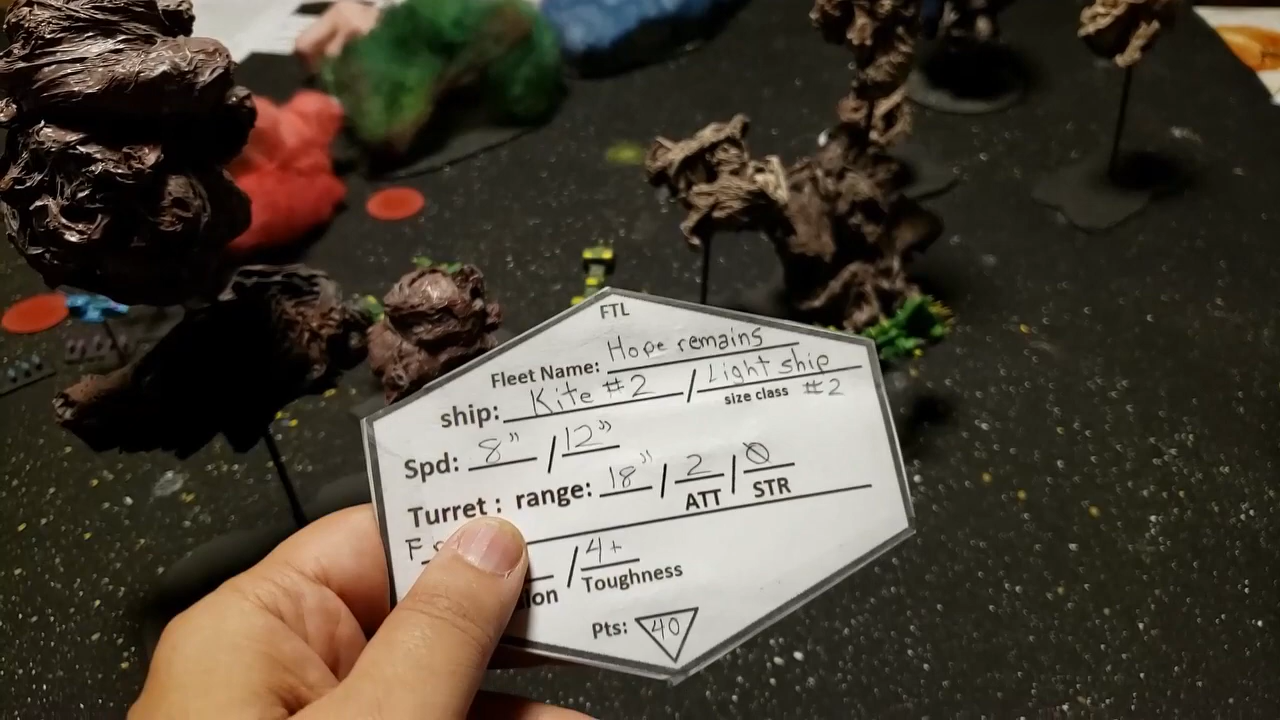 FTL
Fleet Name: Hope remains
ship: Kite #2 / Light ship
size class #2
Spd: 8" / 12"
Turret : range: 18" / 2 / 0
ATT STR
/ 4+
Toughness
Pts: 40